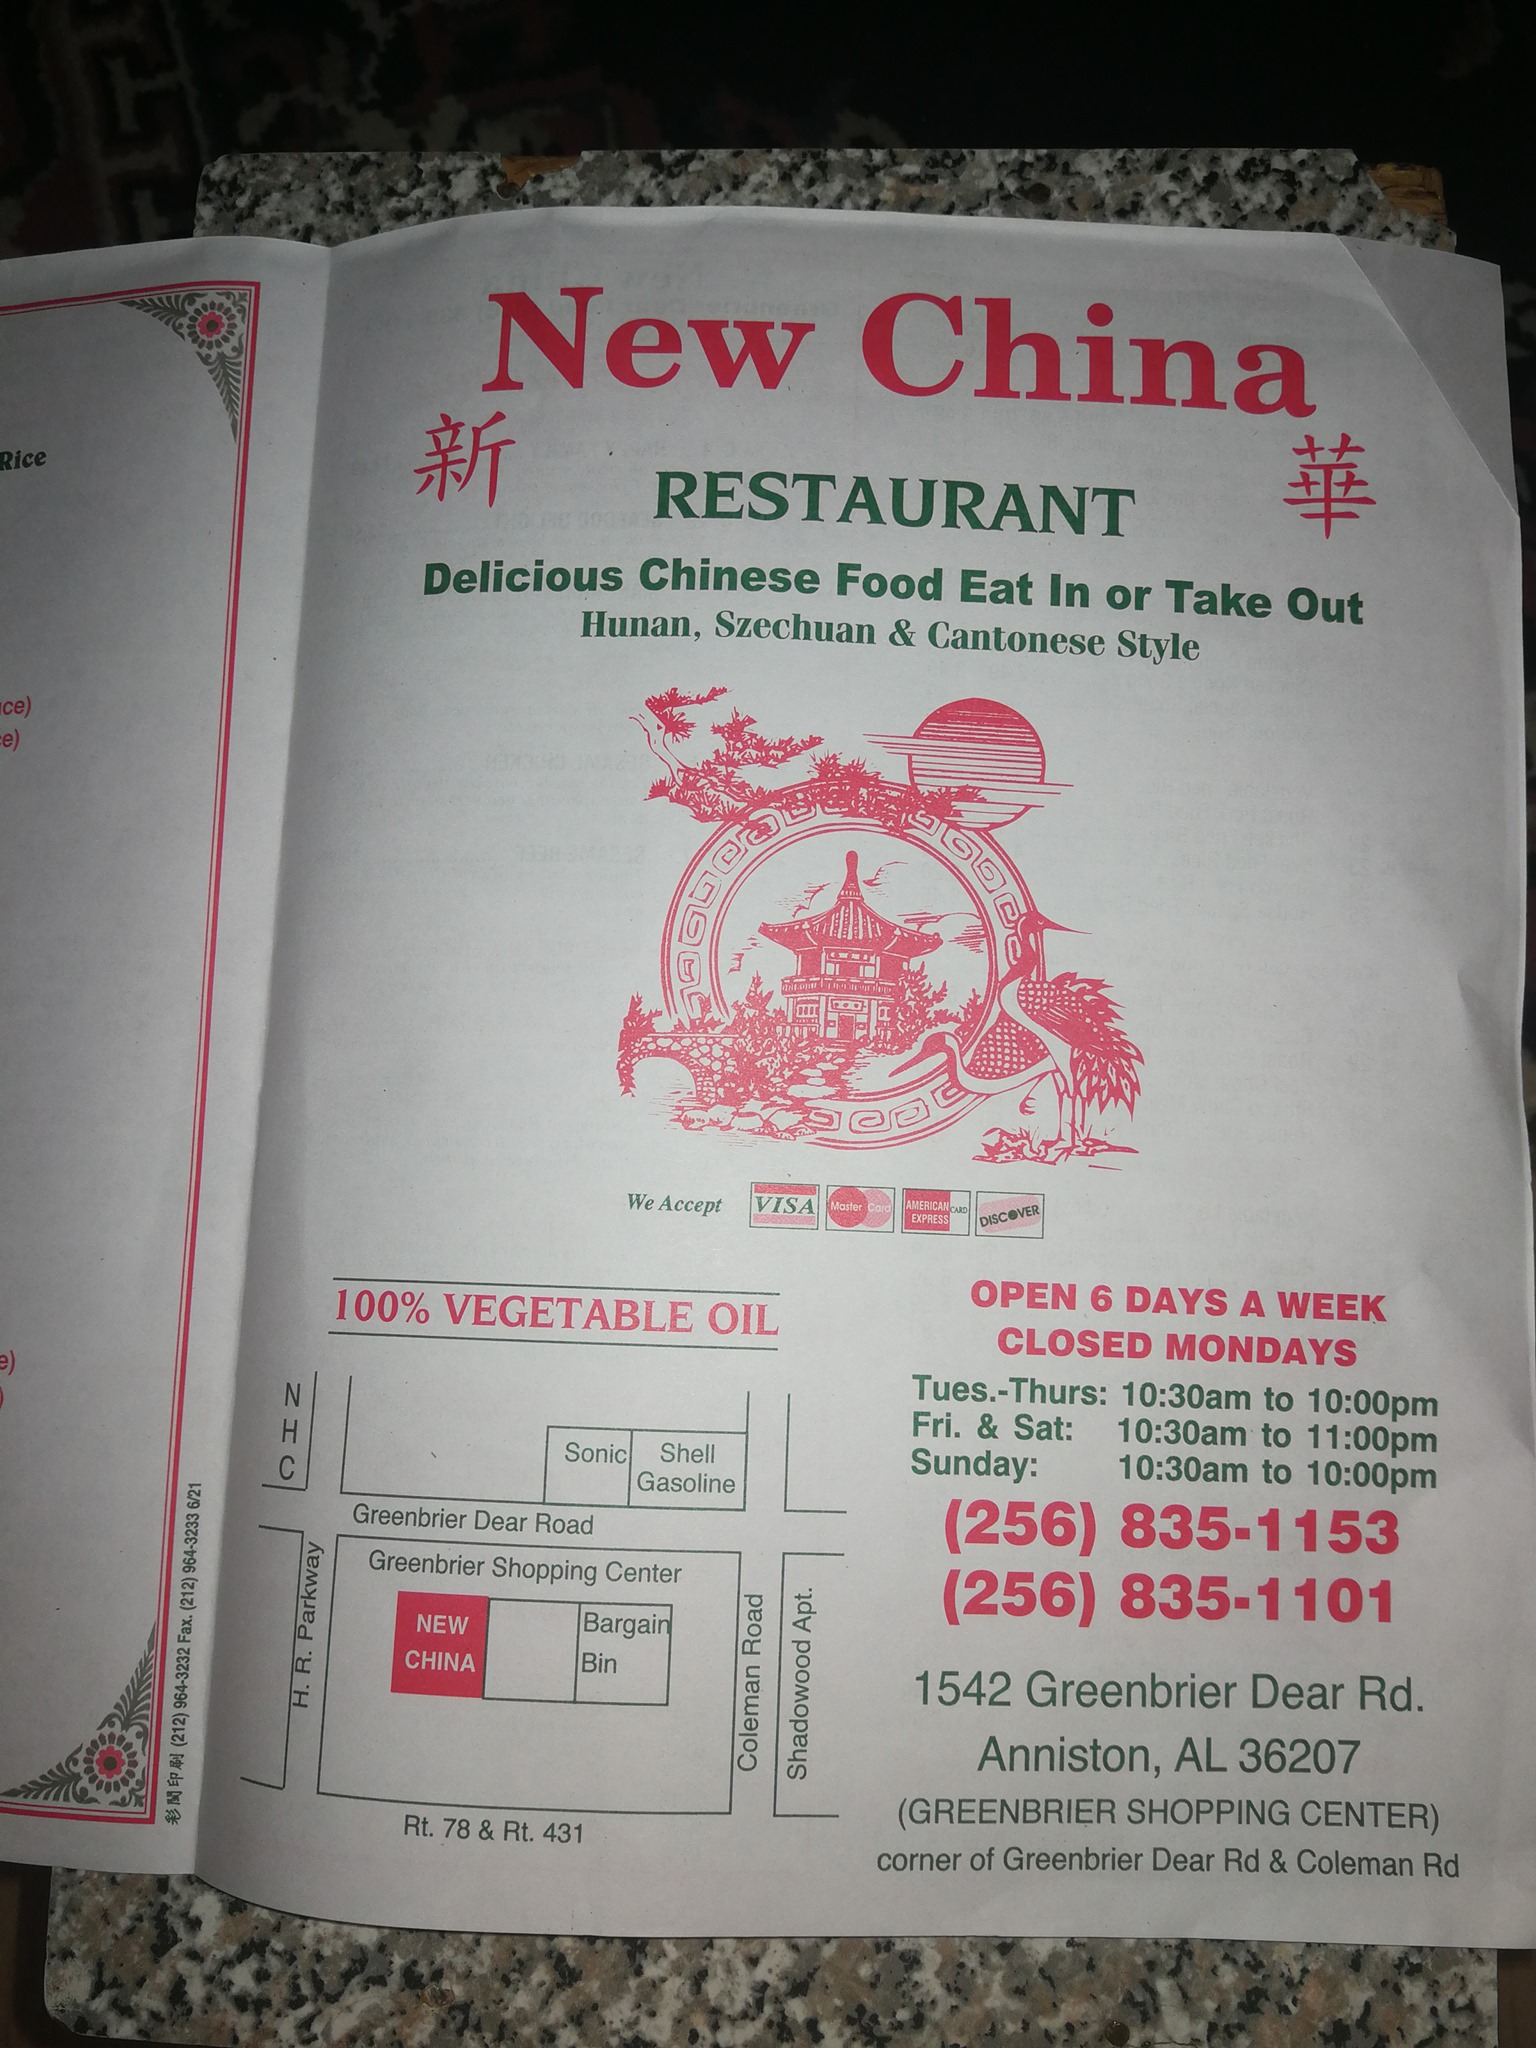 Rice
ce)
e)
e)
)
彩閣印刷 (212) 964-3232 Fax. (212) 964-3233 6/21
New China
新 華
RESTAURANT
Delicious Chinese Food Eat In or Take Out
Hunan, Szechuan & Cantonese Style
We Accept VISA Master Card AMERICAN EXPRESS CARD DISCOVER
100% VEGETABLE OIL
N
H
C
Sonic
Shell
Gasoline
Greenbrier Dear Road
Greenbrier Shopping Center
NEW
CHINA
Bargain
Bin
H. R. Parkway
Coleman Road
Shadowood Apt.
Rt. 78 & Rt. 431
OPEN 6 DAYS A WEEK
CLOSED MONDAYS
Tues.-Thurs: 10:30am to 10:00pm
Fri. & Sat: 10:30am to 11:00pm
Sunday: 10:30am to 10:00pm
(256) 835-1153
(256) 835-1101
1542 Greenbrier Dear Rd.
Anniston, AL 36207
(GREENBRIER SHOPPING CENTER)
corner of Greenbrier Dear Rd & Coleman Rd